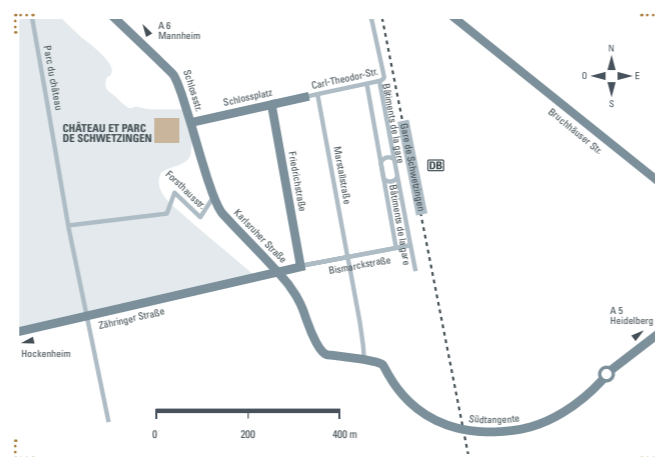 A 6
Mannheim
Parc du château
Schlossstr.
Schlossplatz
Carl-Theodor-Str.
N
O
E
S
CHÂTEAU ET PARC
DE SCHWETZINGEN
Bâtiments de la gare
Gare de Schwetzingen
DB
Bruchhäuser Str.
Friedrichstraße
Marstallstraße
Forsthausstr.
Bâtiments de la gare
Karlsruher Straße
Bismarckstraße
Zähringer Straße
Hockenheim
A 5
Heidelberg
Südtangente
0
200
400 m